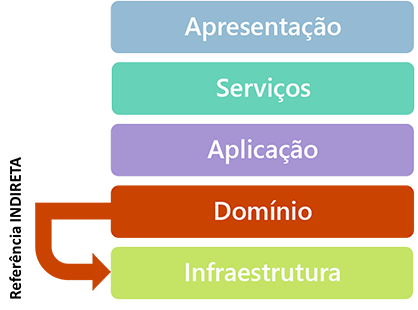 Apresentação
Serviços
Aplicação
Domínio
Infraestrutura
Referência INDIRETA